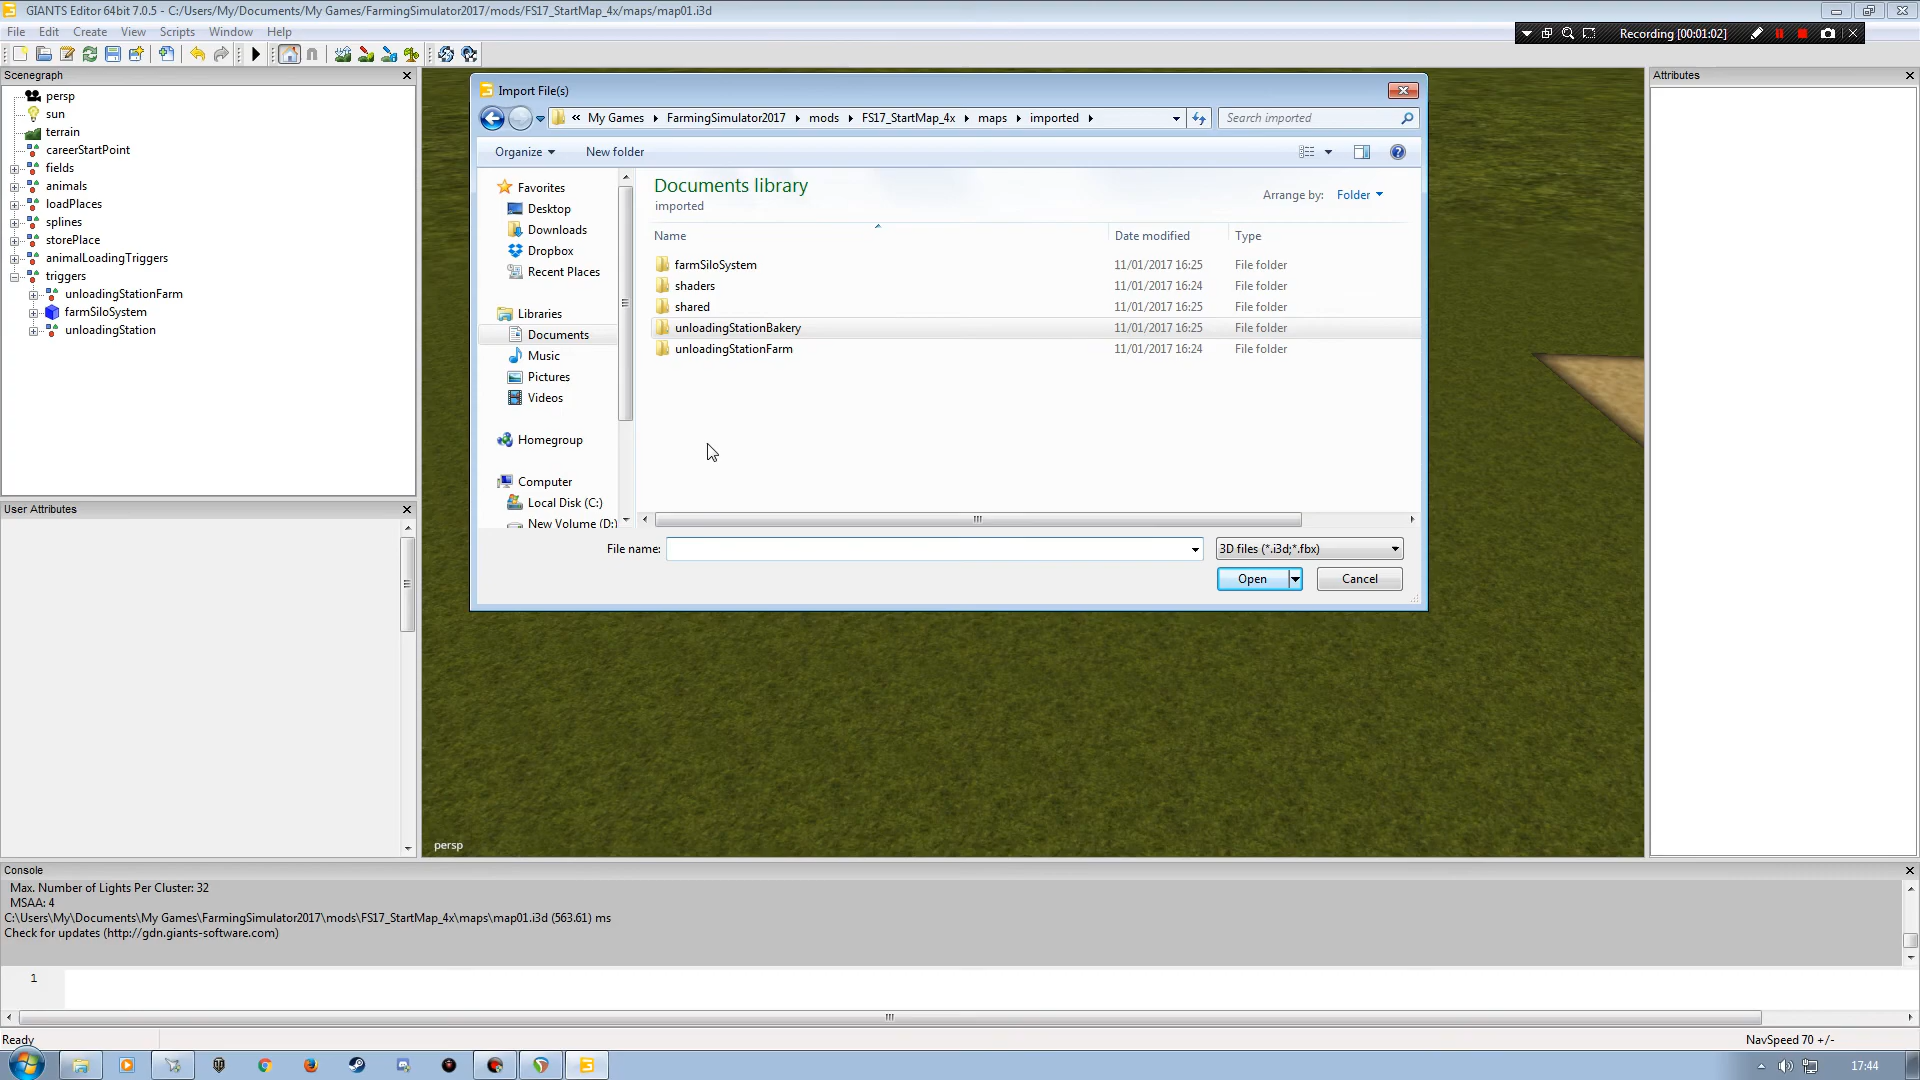 GIANTS Editor 64bit 7.0.5 - C:/Users/My/Documents/My Games/FarmingSimulator2017/mods/FS17_StartMap_4x/maps/map01.i3d
File Edit Create View Scripts Window Help
Recording [00:01:02]
Scenegraph
persp
sun
terrain
careerStartPoint
fields
animals
loadPlaces
splines
storePlace
animalLoadingTriggers
triggers
unloadingStationFarm
farmSiloSystem
unloadingStation
User Attributes
Import File(s)
« My Games FarmingSimulator2017 mods FS17_StartMap_4x maps imported
Search imported
Organize New folder
Favorites
Desktop
Downloads
Dropbox
Recent Places
Libraries
Documents
Music
Pictures
Videos
Homegroup
Computer
Local Disk (C:)
New Volume (D:)
Documents library
imported
Arrange by: Folder
Name Date modified Type
farmSiloSystem 11/01/2017 16:25 File folder
shaders 11/01/2017 16:24 File folder
shared 11/01/2017 16:25 File folder
unloadingStationBakery 11/01/2017 16:25 File folder
unloadingStationFarm 11/01/2017 16:24 File folder
File name: 3D files (*.i3d;*.fbx)
Open Cancel
Attributes
persp
Console
Max. Number of Lights Per Cluster: 32
MSAA: 4
C:\Users\My\Documents\My Games\FarmingSimulator2017\mods\FS17_StartMap_4x\maps\map01.i3d (563.61) ms
Check for updates (http://gdn.giants-software.com)
1
Ready
NavSpeed 70 +/-
17:44